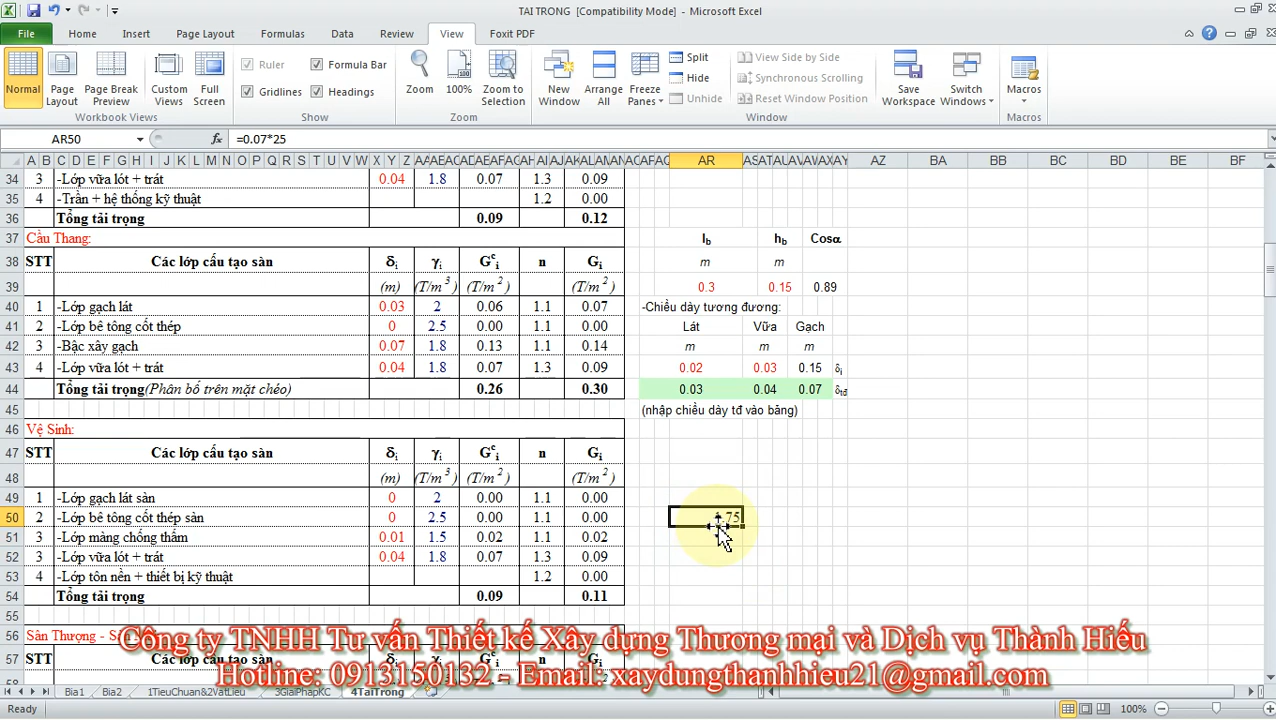 TAI TRONG [Compatibility Mode] - Microsoft Excel
File Home Insert Page Layout Formulas Data Review View Foxit PDF
Normal Page Layout Page Break Preview Custom Views Full Screen
Workbook Views
Ruler Formula Bar
Gridlines Headings
Show
Zoom 100% Zoom to Selection
Zoom
New Window Arrange All Freeze Panes
Split View Side by Side
Hide Synchronous Scrolling
Unhide Reset Window Position
Window
Save Workspace Switch Windows
Macros
Macros
AR50 fx =0.07*25
A B C D E F G H I J K L M N O P Q R S T U V W X Y Z AR AZ BA BB BC BD BE BF
34 3 -Lớp vữa lót + trát 0.04 1.8 0.07 1.3 0.09
35 4 -Trần + hệ thống kỹ thuật 1.2 0.00
36 Tổng tải trọng 0.09 0.12
37 Cầu Thang: lb hb Cosα
38 STT Các lớp cấu tạo sàn δi γi Gci n Gi m m
39 (m) (T/m3) (T/m2) (T/m2) 0.3 0.15 0.89
40 1 -Lớp gạch lát 0.03 2 0.06 1.1 0.07 -Chiều dày tương đương:
41 2 -Lớp bê tông cốt thép 0 2.5 0.00 1.1 0.00 Lát Vữa Gạch
42 3 -Bậc xây gạch 0.07 1.8 0.13 1.1 0.14 m m m
43 4 -Lớp vữa lót + trát 0.04 1.8 0.07 1.3 0.09 0.02 0.03 0.15 δi
44 Tổng tải trọng(Phân bố trên mặt chéo) 0.26 0.30 0.03 0.04 0.07 δtđ
45 (nhập chiều dày tđ vào bảng)
46 Vệ Sinh:
47 STT Các lớp cấu tạo sàn δi γi Gci n Gi
48 (m) (T/m3) (T/m2) (T/m2)
49 1 -Lớp gạch lát sàn 0 2 0.00 1.1 0.00
50 2 -Lớp bê tông cốt thép sàn 0 2.5 0.00 1.1 0.00 1.75
51 3 -Lớp màng chống thấm 0.01 1.5 0.02 1.1 0.02
52 3 -Lớp vữa lót + trát 0.04 1.8 0.07 1.3 0.09
53 4 -Lớp tôn nền + thiết bị kỹ thuật 1.2 0.00
54 Tổng tải trọng 0.09 0.11
55
56 Sân Thượng -
Công ty TNHH Tư vấn Thiết kế Xây dựng Thương mại và Dịch vụ Thành Hiếu
57 STT Các lớp cấu tạo sàn δi γi n Gi
Hotline: 0913150132 - Email: xaydungthanhhieu21@gmail.com
Bia1 Bia2 1TieuChuan&2VatLieu 3GiaiPhapKC 4TaiTrong
Ready 100%